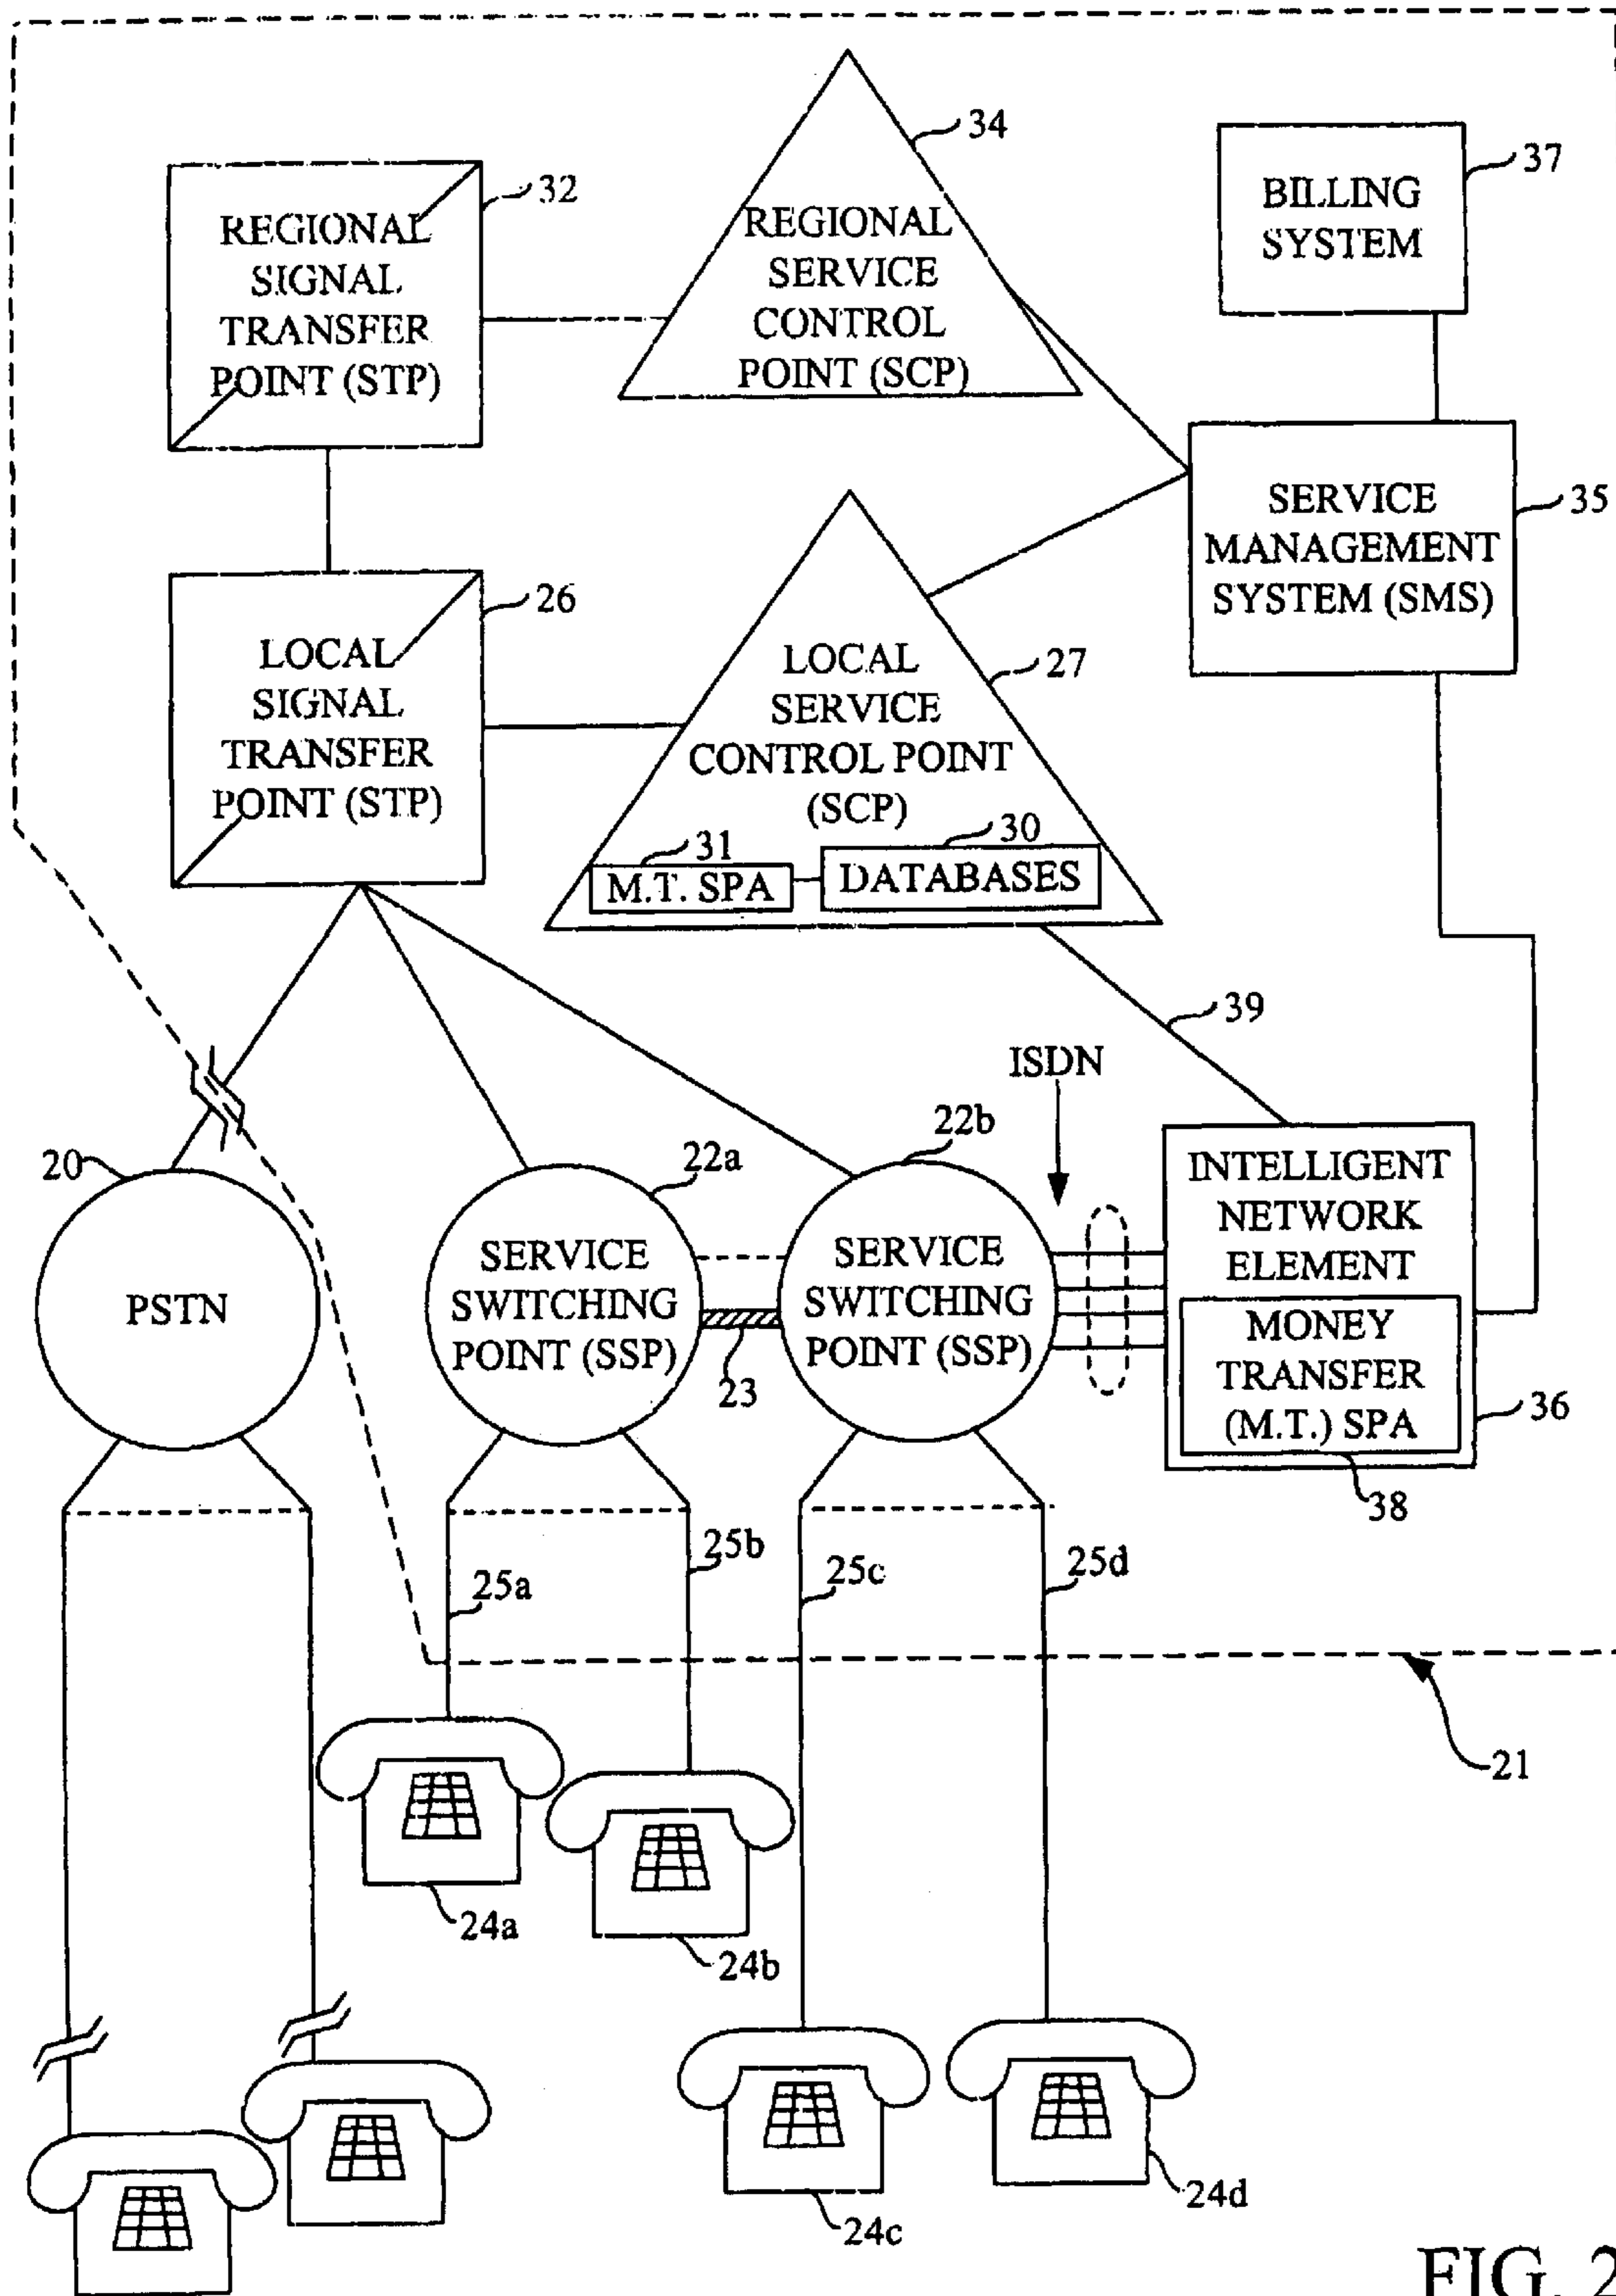 34
37
BILLING
SYSTEM
32
REGIONAL
SIGNAL
TRANSFER
POINT (STP)
REGIONAL
SERVICE
CONTROL
POINT (SCP)
35
SERVICE
MANAGEMENT
SYSTEM (SMS)
26
LOCAL
SIGNAL
TRANSFER
POINT (STP)
27
LOCAL
SERVICE
CONTROL POINT
(SCP)
31
30
M.T. SPA
DATABASES
39
ISDN
20
22a
22b
PSTN
SERVICE
SWITCHING
POINT (SSP)
23
SERVICE
SWITCHING
POINT (SSP)
INTELLIGENT
NETWORK
ELEMENT
MONEY
TRANSFER
(M.T.) SPA
36
38
25a
25b
25c
25d
21
24a
24b
24c
24d
FIG. 2